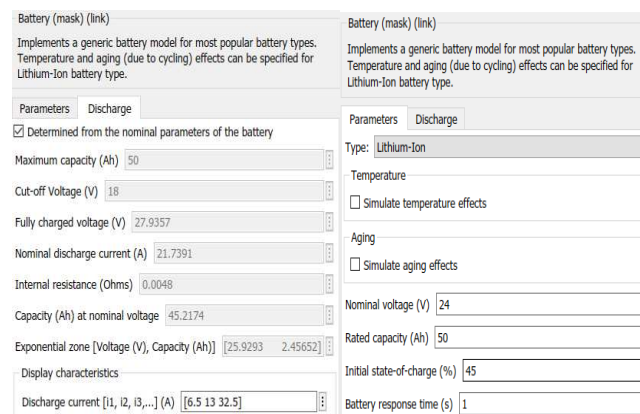 Battery (mask) (link)
Implements a generic battery model for most popular battery types.
Temperature and aging (due to cycling) effects can be specified for
Lithium-Ion battery type.
Parameters Discharge
Determined from the nominal parameters of the battery
Maximum capacity (Ah) 50
Cut-off Voltage (V) 18
Fully charged voltage (V) 27.9357
Nominal discharge current (A) 21.7391
Internal resistance (Ohms) 0.0048
Capacity (Ah) at nominal voltage 45.2174
Exponential zone [Voltage (V), Capacity (Ah)] [25.9293 2.45652]
Display characteristics
Discharge current [i1, i2, i3,...] (A) [6.5 13 32.5]
Battery (mask) (link)
Implements a generic battery model for most popular battery types.
Temperature and aging (due to cycling) effects can be specified for
Lithium-Ion battery type.
Parameters Discharge
Type: Lithium-Ion
Temperature
Simulate temperature effects
Aging
Simulate aging effects
Nominal voltage (V) 24
Rated capacity (Ah) 50
Initial state-of-charge (%) 45
Battery response time (s) 1